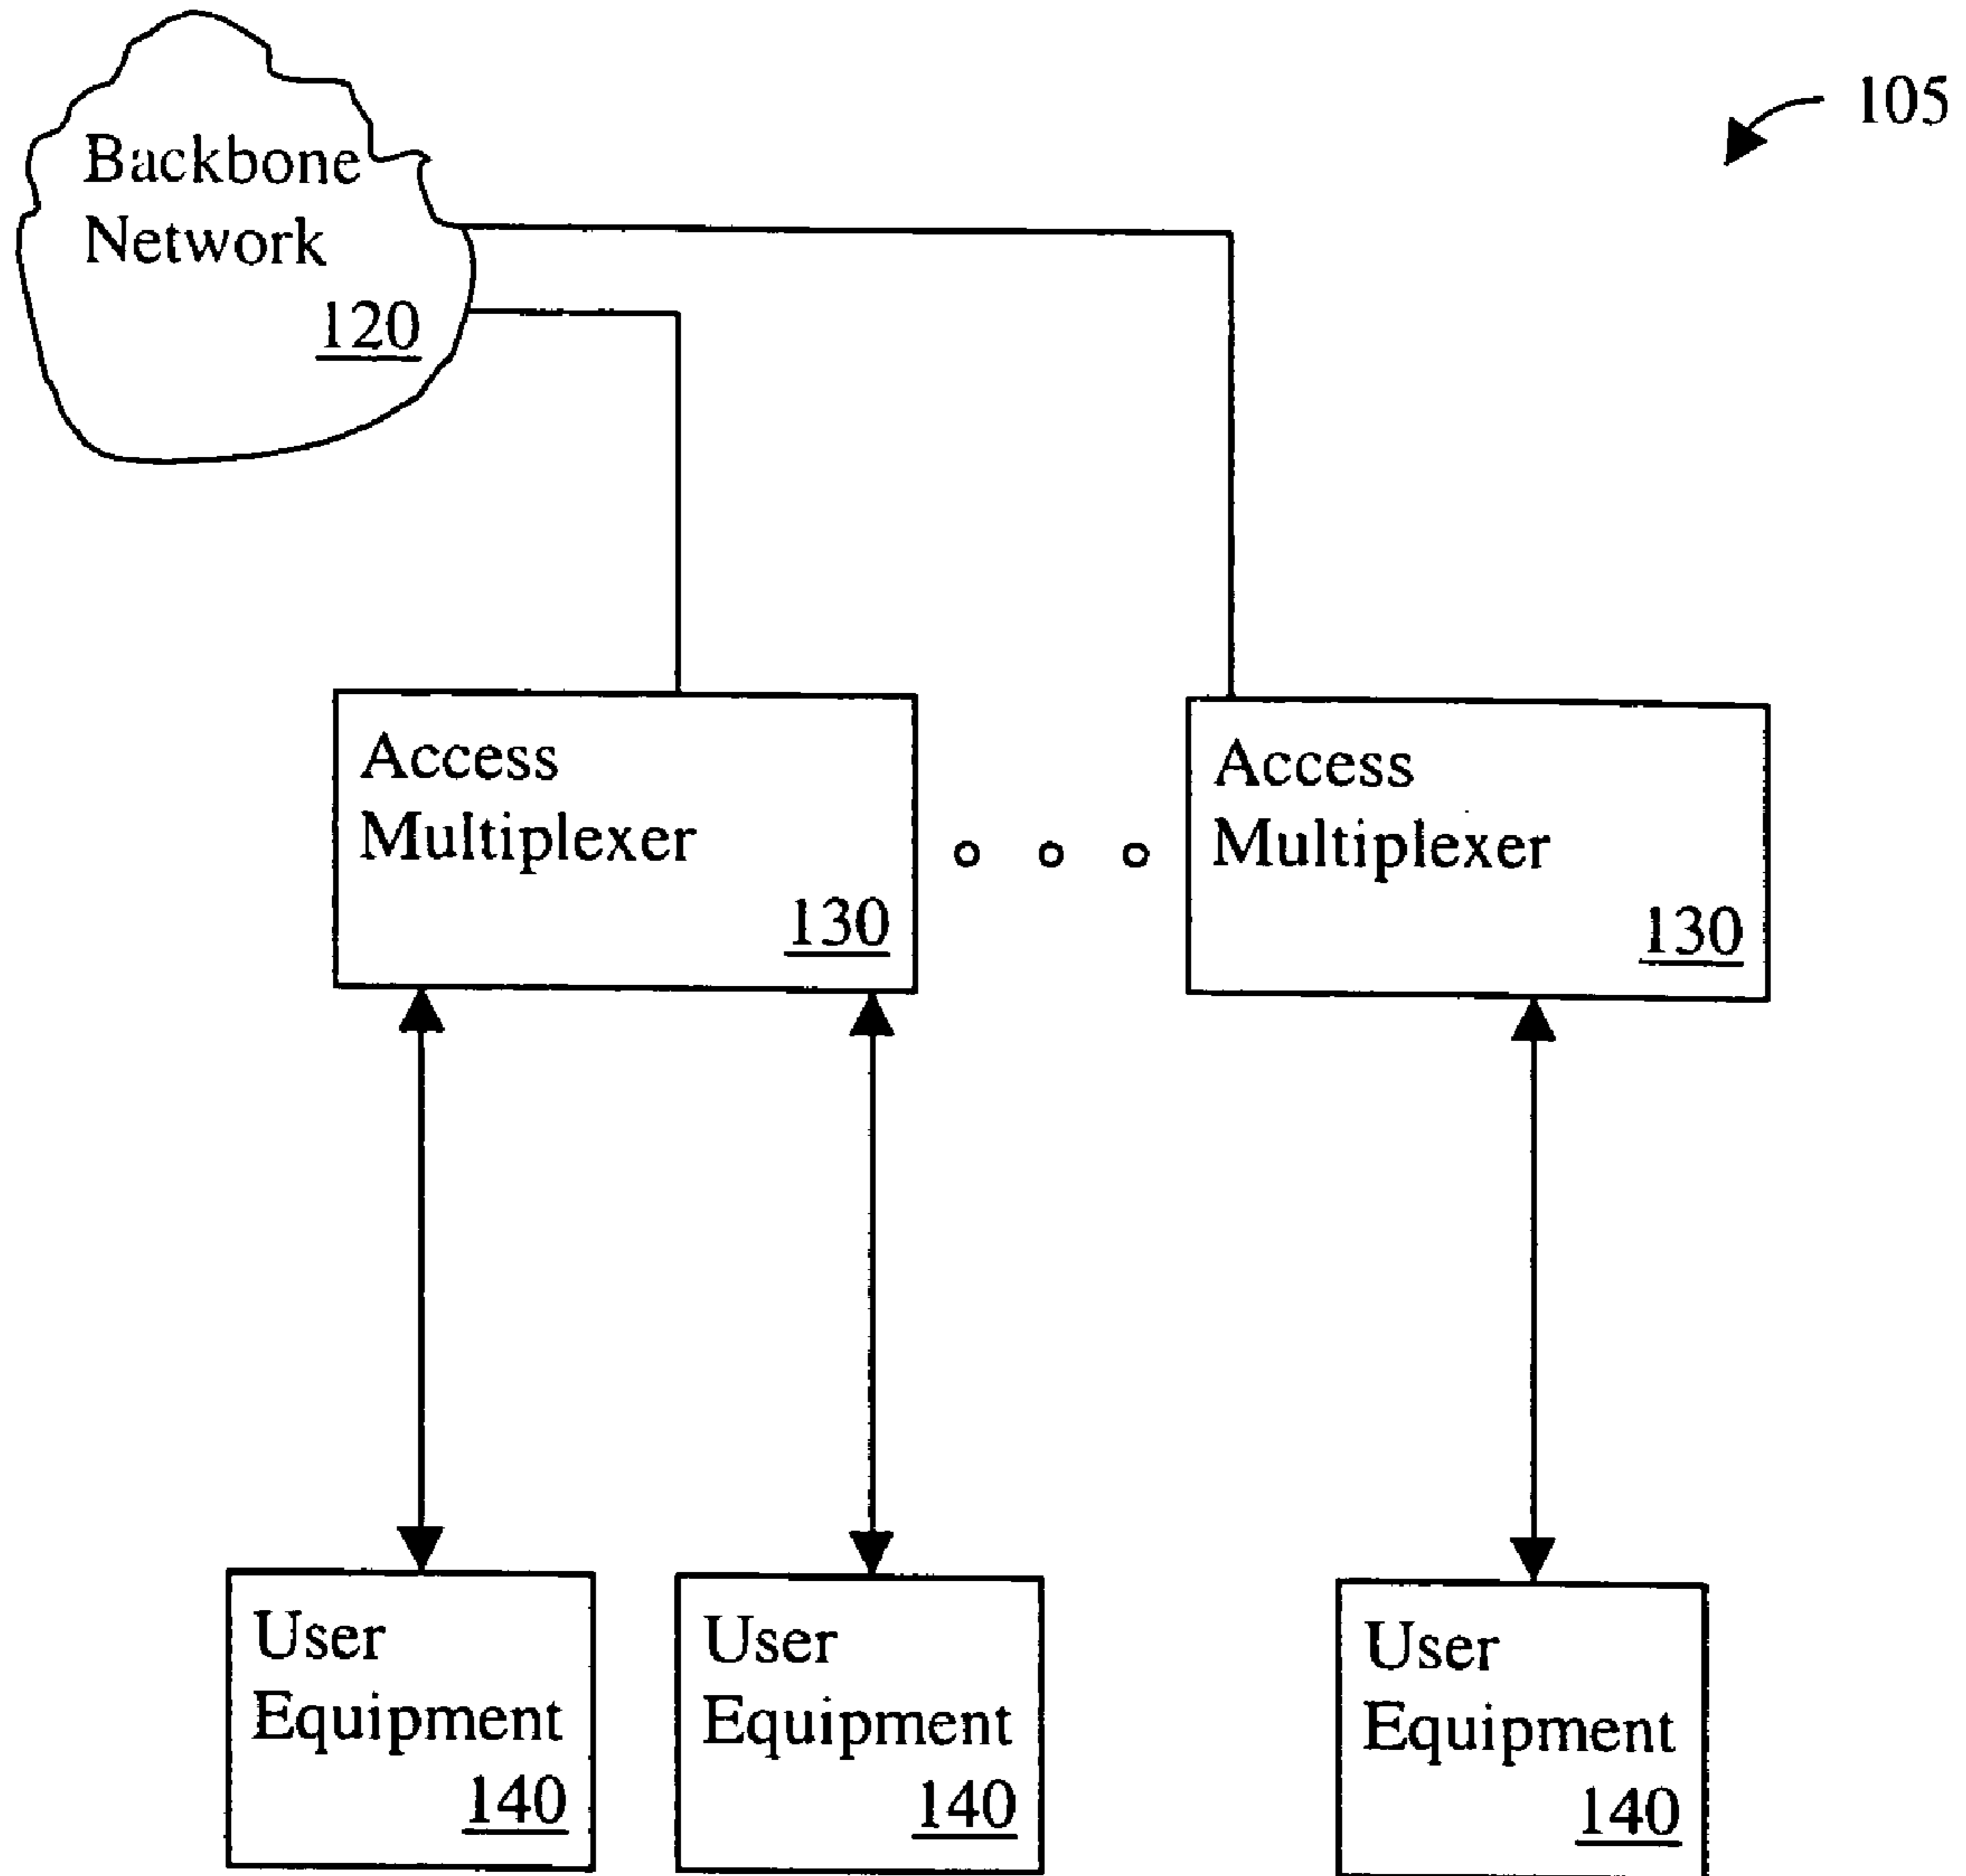 105
Backbone
Network
120
Access
Multiplexer
130
Access
Multiplexer
130
User
Equipment
140
User
Equipment
140
User
Equipment
140